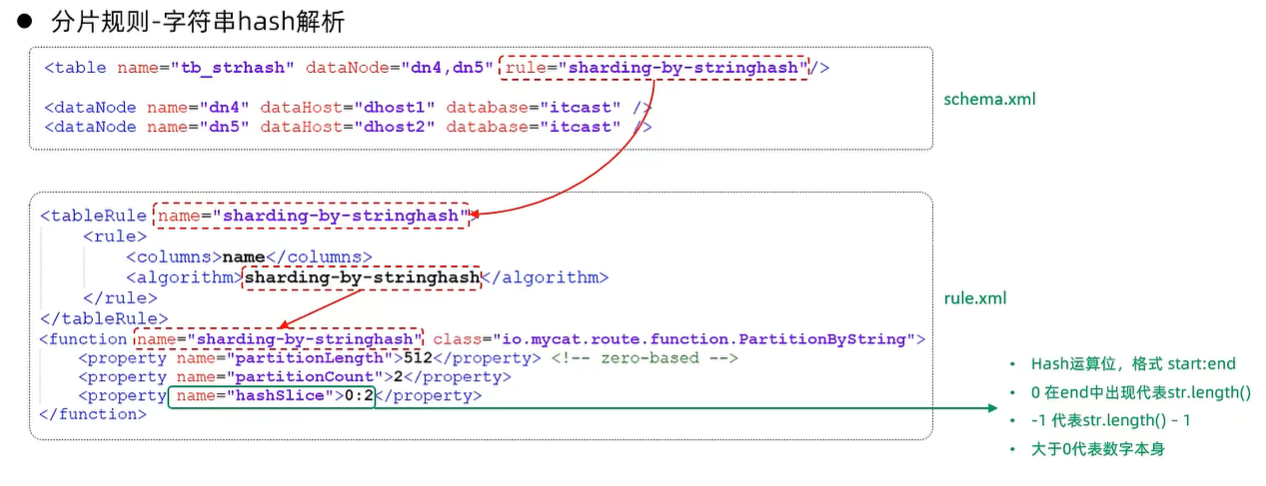 ● 分片规则-字符串hash解析
<table name="tb_strhash" dataNode="dn4,dn5" rule="sharding-by-stringhash"/>
<dataNode name="dn4" dataHost="dhost1" database="itcast" />
<dataNode name="dn5" dataHost="dhost2" database="itcast" />
schema.xml
<tableRule name="sharding-by-stringhash">
<rule>
<columns>name</columns>
<algorithm>sharding-by-stringhash</algorithm>
</rule>
</tableRule>
<function name="sharding-by-stringhash" class="io.mycat.route.function.PartitionByString">
<property name="partitionLength">512</property> <!-- zero-based -->
<property name="partitionCount">2</property>
<property name="hashSlice">0:2</property>
</function>
rule.xml
• Hash运算位，格式 start:end
• 0 在end中出现代表str.length()
• -1 代表str.length() – 1
• 大于0代表数字本身